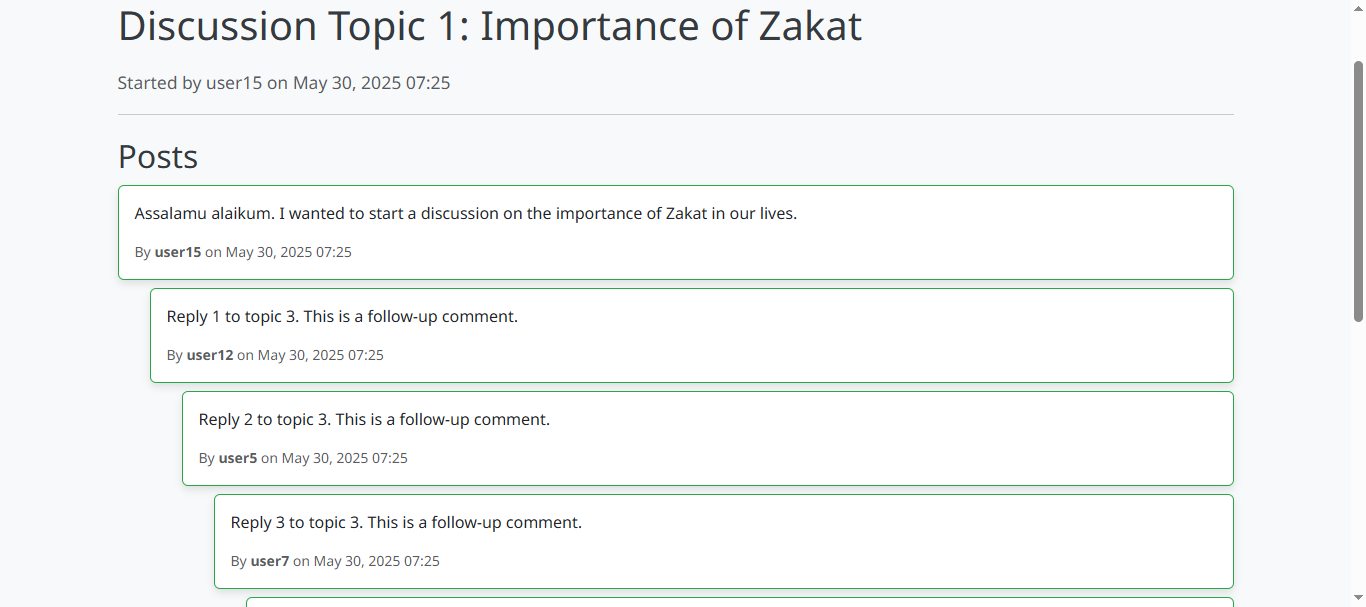 Discussion Topic 1: Importance of Zakat
Started by user15 on May 30, 2025 07:25
Posts
Assalamu alaikum. I wanted to start a discussion on the importance of Zakat in our lives.
By user15 on May 30, 2025 07:25
Reply 1 to topic 3. This is a follow-up comment.
By user12 on May 30, 2025 07:25
Reply 2 to topic 3. This is a follow-up comment.
By user5 on May 30, 2025 07:25
Reply 3 to topic 3. This is a follow-up comment.
By user7 on May 30, 2025 07:25